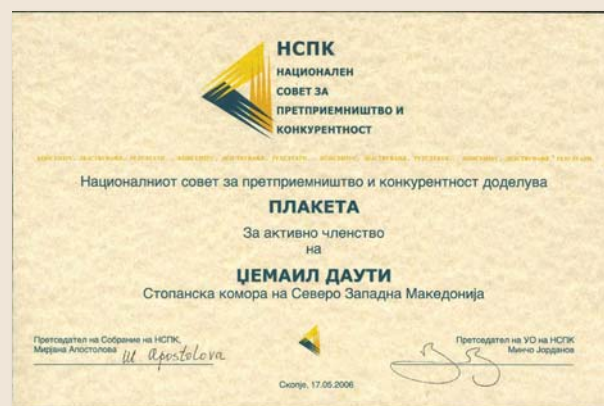 НСПК
НАЦИОНАЛЕН
СОВЕТ ЗА
ПРЕТПРИЕМНИШТВО И
КОНКУРЕНТНОСТ
Националниот совет за претприемништво и конкурентност доделува
ПЛАКЕТА
За активно членство
на
ЏЕМАИЛ ДАУТИ
Стопанска комора на Северо Западна Македонија
Претседател на Собрание на НСПК,
Мирјана Апостолова
M Apostolova
Претседател на УО на НСПК
Минчо Јорданов
Скопје, 17.05.2006